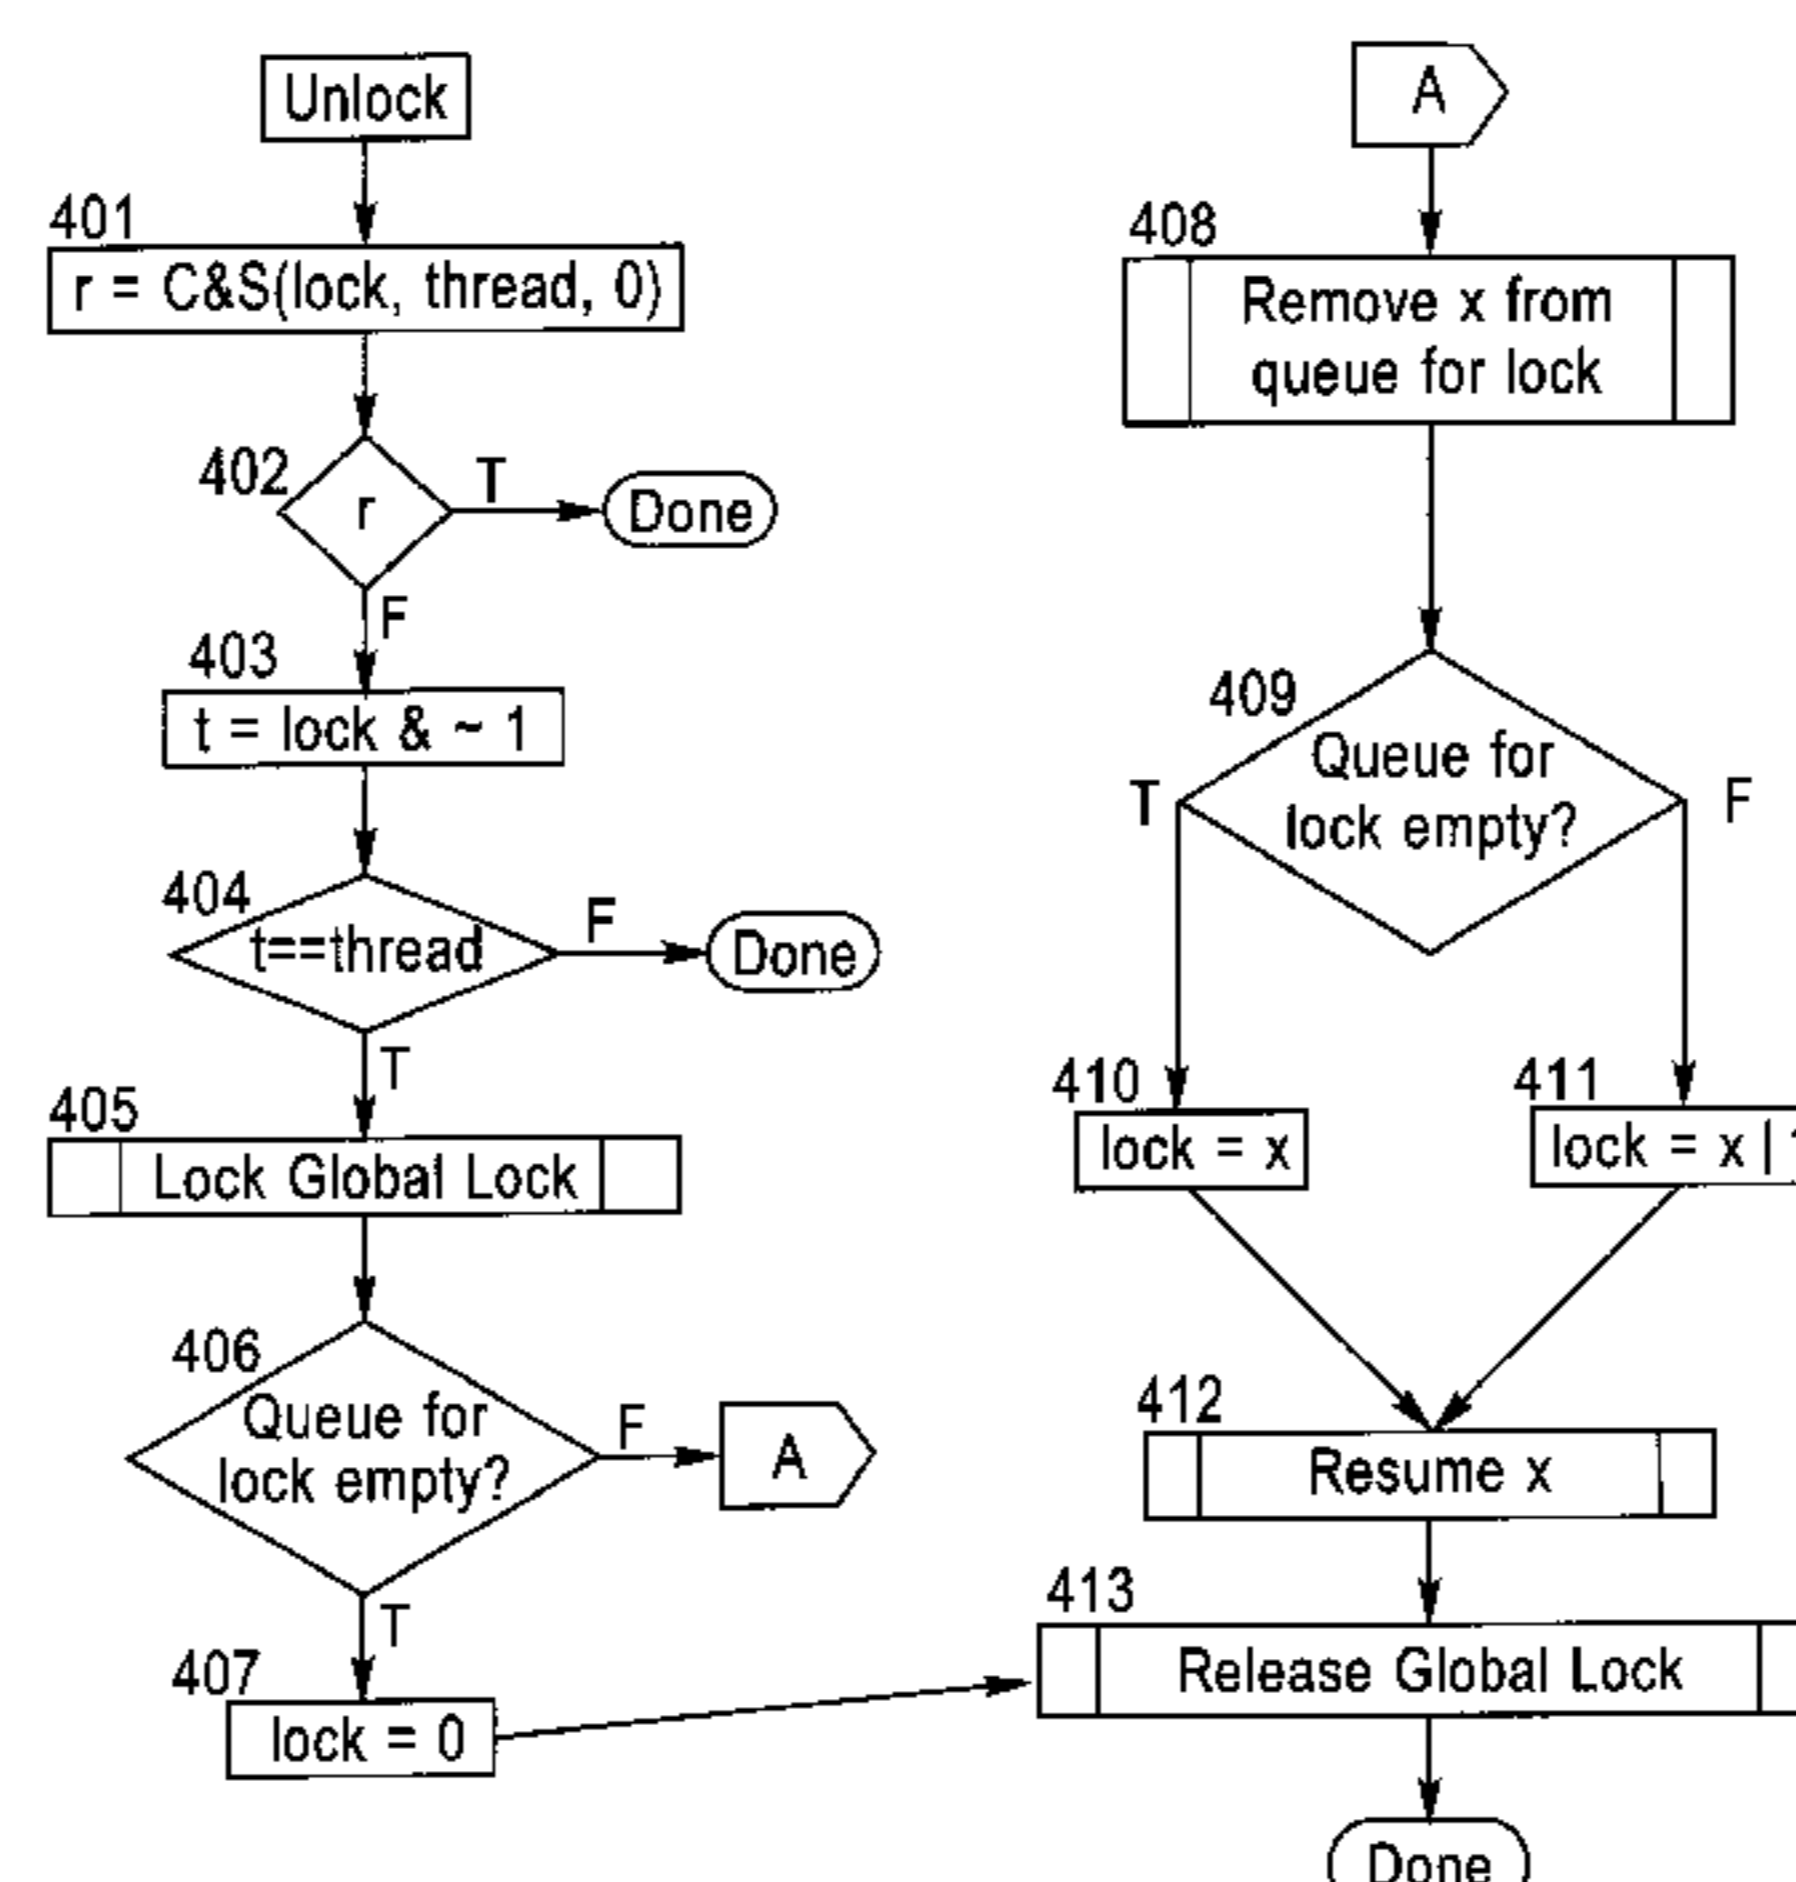 Unlock
401
r = C&S(lock, thread, 0)
402
r
T
Done
F
403
t = lock & ~ 1
404
t==thread
F
Done
T
405
Lock Global Lock
406
Queue for
lock empty?
F
A
T
407
lock = 0
A
408
Remove x from
queue for lock
409
Queue for
lock empty?
T
F
410
lock = x
411
lock = x |
412
Resume x
413
Release Global Lock
Done